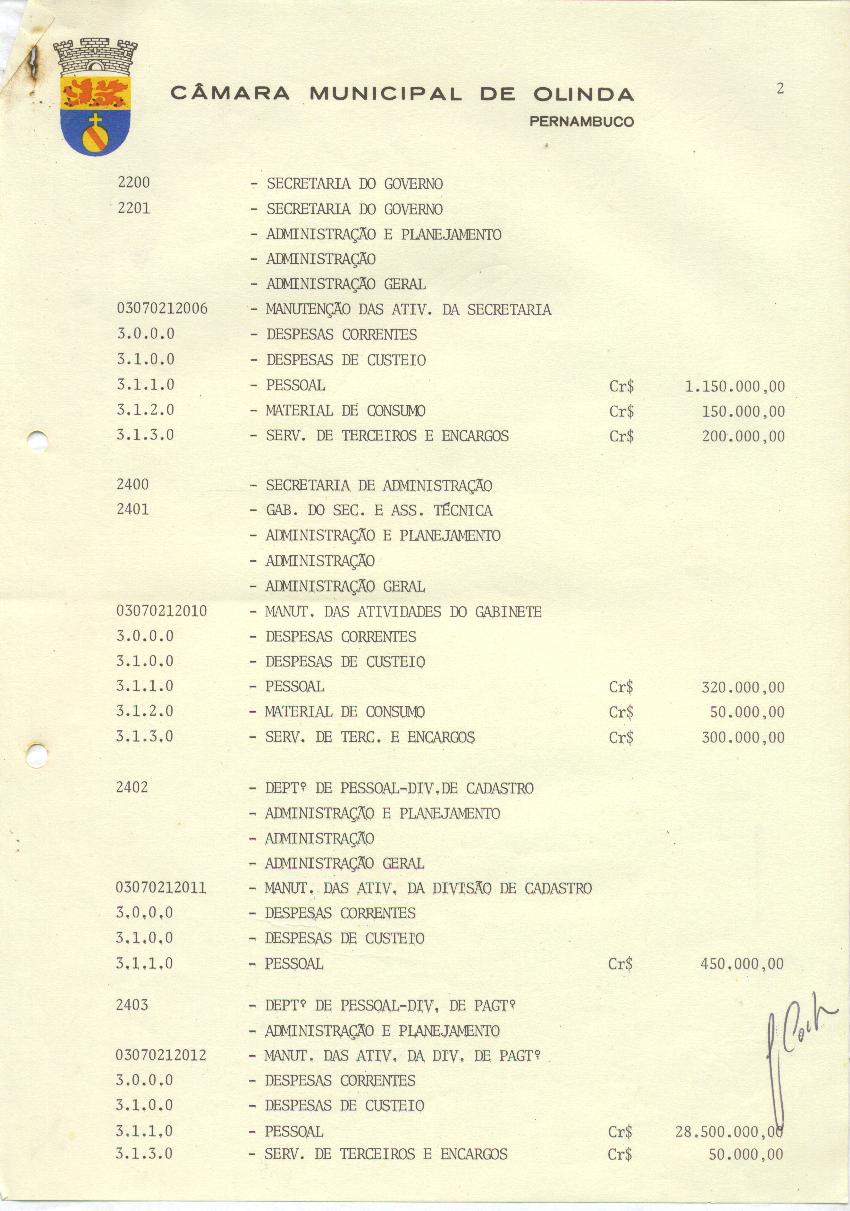 CÂMARA MUNICIPAL DE OLINDA
PERNAMBUCO
2
2200 - SECRETARIA DO GOVERNO
2201 - SECRETARIA DO GOVERNO
- ADMINISTRAÇÃO E PLANEJAMENTO
- ADMINISTRAÇÃO
- ADMINISTRAÇÃO GERAL
03070212006 - MANUTENÇÃO DAS ATIV. DA SECRETARIA
3.0.0.0 - DESPESAS CORRENTES
3.1.0.0 - DESPESAS DE CUSTEIO
3.1.1.0 - PESSOAL Cr$ 1.150.000,00
3.1.2.0 - MATERIAL DE CONSUMO Cr$ 150.000,00
3.1.3.0 - SERV. DE TERCEIROS E ENCARGOS Cr$ 200.000,00
2400 - SECRETARIA DE ADMINISTRAÇÃO
2401 - GAB. DO SEC. E ASS. TÉCNICA
- ADMINISTRAÇÃO E PLANEJAMENTO
- ADMINISTRAÇÃO
- ADMINISTRAÇÃO GERAL
03070212010 - MANUT. DAS ATIVIDADES DO GABINETE
3.0.0.0 - DESPESAS CORRENTES
3.1.0.0 - DESPESAS DE CUSTEIO
3.1.1.0 - PESSOAL Cr$ 320.000,00
3.1.2.0 - MATERIAL DE CONSUMO Cr$ 50.000,00
3.1.3.0 - SERV. DE TERC. E ENCARGOS Cr$ 300.000,00
2402 - DEPTº DE PESSOAL-DIV.DE CADASTRO
- ADMINISTRAÇÃO E PLANEJAMENTO
- ADMINISTRAÇÃO
- ADMINISTRAÇÃO GERAL
03070212011 - MANUT. DAS ATIV. DA DIVISÃO DE CADASTRO
3.0.0.0 - DESPESAS CORRENTES
3.1.0.0 - DESPESAS DE CUSTEIO
3.1.1.0 - PESSOAL Cr$ 450.000,00
2403 - DEPTº DE PESSOAL-DIV. DE PAGTº
- ADMINISTRAÇÃO E PLANEJAMENTO
03070212012 - MANUT. DAS ATIV. DA DIV. DE PAGTº
3.0.0.0 - DESPESAS CORRENTES
3.1.0.0 - DESPESAS DE CUSTEIO
3.1.1.0 - PESSOAL Cr$ 28.500.000,00
3.1.3.0 - SERV. DE TERCEIROS E ENCARGOS Cr$ 50.000,00